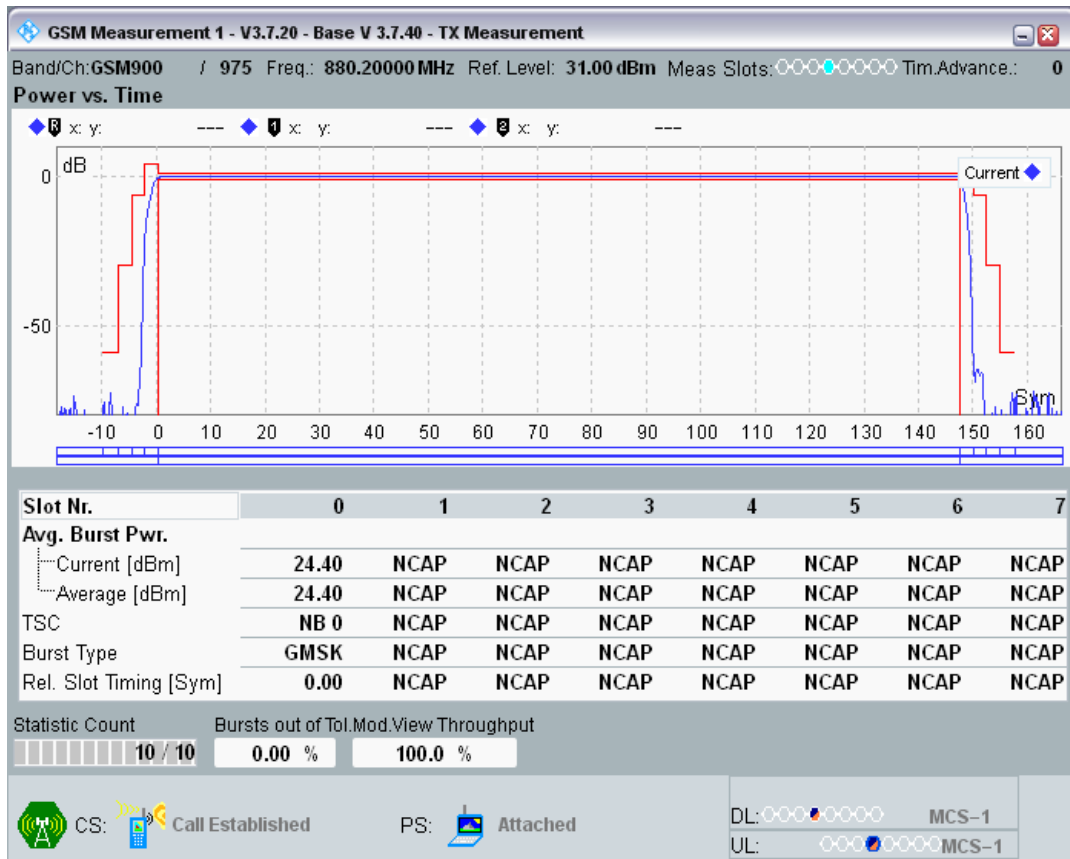 GSM Measurement 1 - V3.7.20 - Base V 3.7.40 - TX Measurement
Band/Ch:GSM900 / 975 Freq.: 880.20000 MHz Ref. Level: 31.00 dBm Meas Slots: Tim.Advance.: 0
Power vs. Time
R x: y: --- 1 x: y: --- 2 x: y: ---
dB
Current
0
-50
Sym
-10 0 10 20 30 40 50 60 70 80 90 100 110 120 130 140 150 160
Slot Nr. 0 1 2 3 4 5 6 7
Avg. Burst Pwr.
Current [dBm] 24.40 NCAP NCAP NCAP NCAP NCAP NCAP NCAP
Average [dBm] 24.40 NCAP NCAP NCAP NCAP NCAP NCAP NCAP
TSC NB 0 NCAP NCAP NCAP NCAP NCAP NCAP NCAP
Burst Type GMSK NCAP NCAP NCAP NCAP NCAP NCAP NCAP
Rel. Slot Timing [Sym] 0.00 NCAP NCAP NCAP NCAP NCAP NCAP NCAP
Statistic Count Bursts out of Tol.Mod.View Throughput
10 / 10 0.00 % 100.0 %
CS: Call Established PS: Attached DL: MCS-1
UL: MCS-1